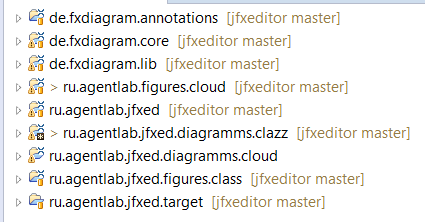 de.fxdiagram.annotations [jfxeditor master]
de.fxdiagram.core [jfxeditor master]
de.fxdiagram.lib [jfxeditor master]
> ru.agentlab.figures.cloud [jfxeditor master]
ru.agentlab.jfxed [jfxeditor master]
> ru.agentlab.jfxed.diagramms.clazz [jfxeditor master]
ru.agentlab.jfxed.diagramms.cloud
ru.agentlab.jfxed.figures.class [jfxeditor master]
ru.agentlab.jfxed.target [jfxeditor master]